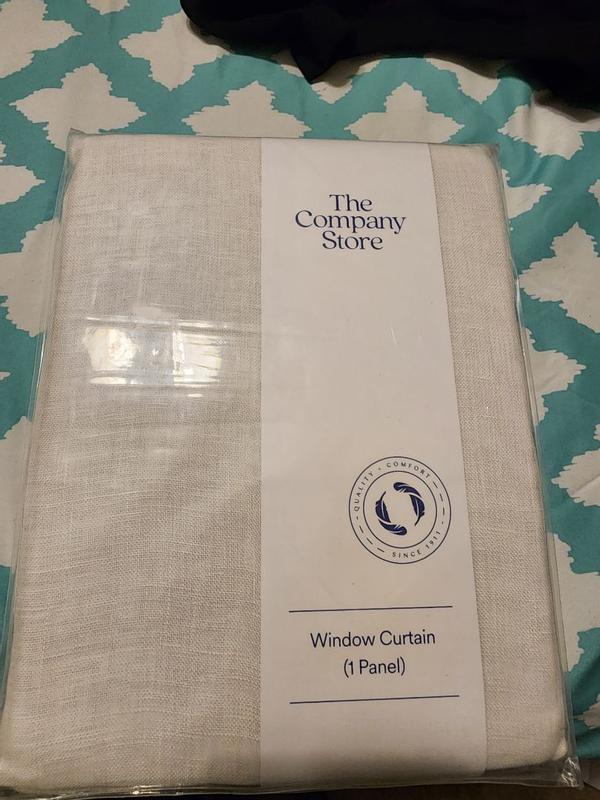 The
Company
Store
QUALITY • COMFORT
SINCE 1911
Window Curtain
(1 Panel)